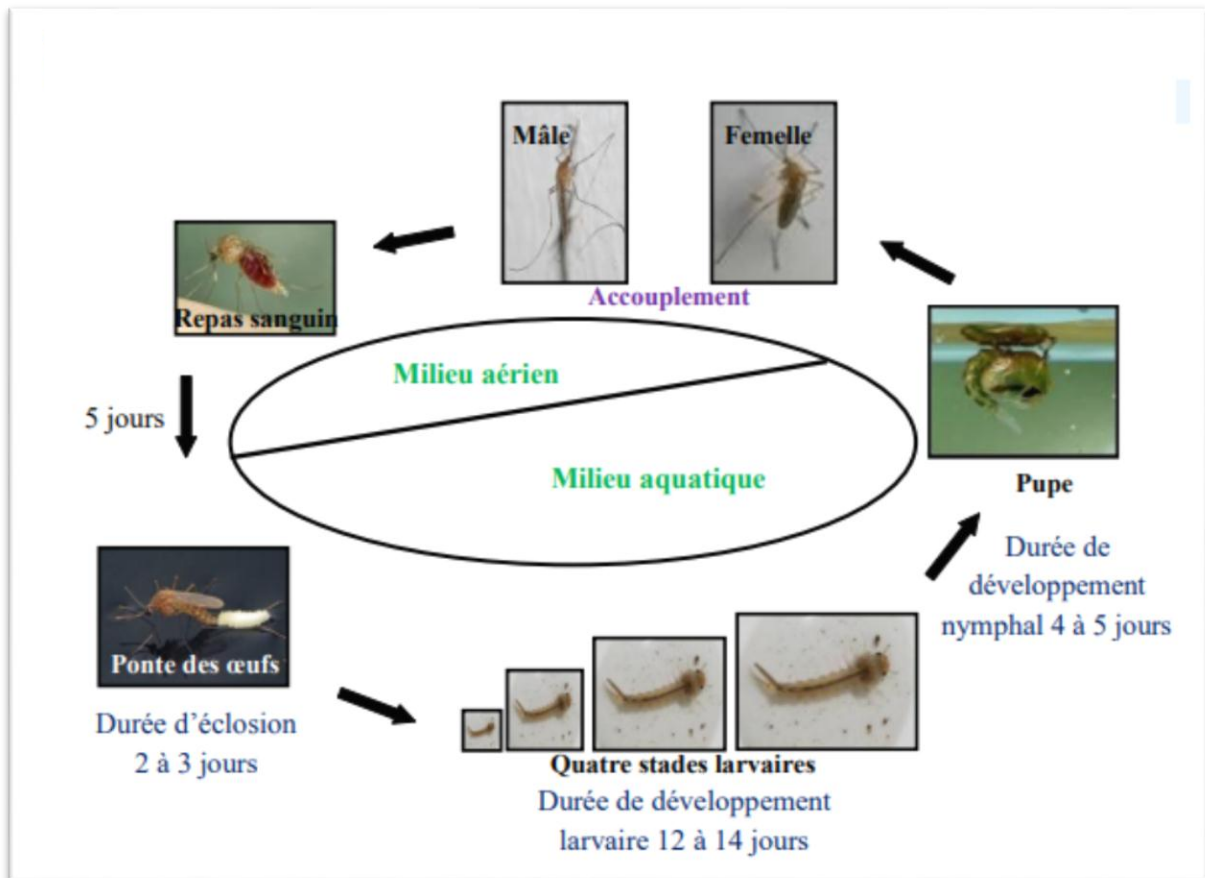 Mâle
Femelle
Accouplement
Repas sanguin
Milieu aérien
5 jours
Milieu aquatique
Pupe
Durée de
développement
nymphal 4 à 5 jours
Ponte des œufs
Durée d’éclosion
2 à 3 jours
Quatre stades larvaires
Durée de développement
larvaire 12 à 14 jours